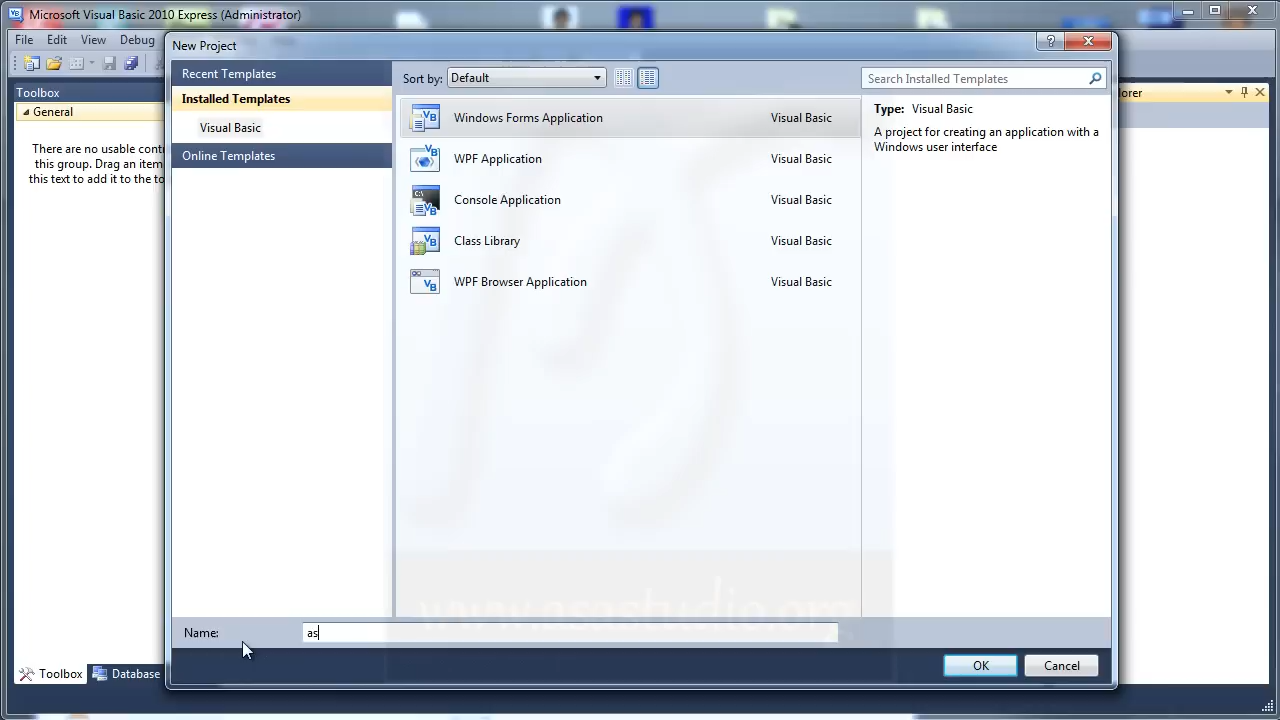 Microsoft Visual Basic 2010 Express (Administrator)
File Edit View Debug
New Project
Toolbox
General
There are no usable cont
this group. Drag an item
this text to add it to the to
Recent Templates
Installed Templates
Visual Basic
Online Templates
Sort by: Default
Search Installed Templates
Windows Forms Application Visual Basic
WPF Application Visual Basic
Console Application Visual Basic
Class Library Visual Basic
WPF Browser Application Visual Basic
Type: Visual Basic
A project for creating an application with a
Windows user interface
orer
www.asastudio.org
Name: as
OK Cancel
Toolbox Database